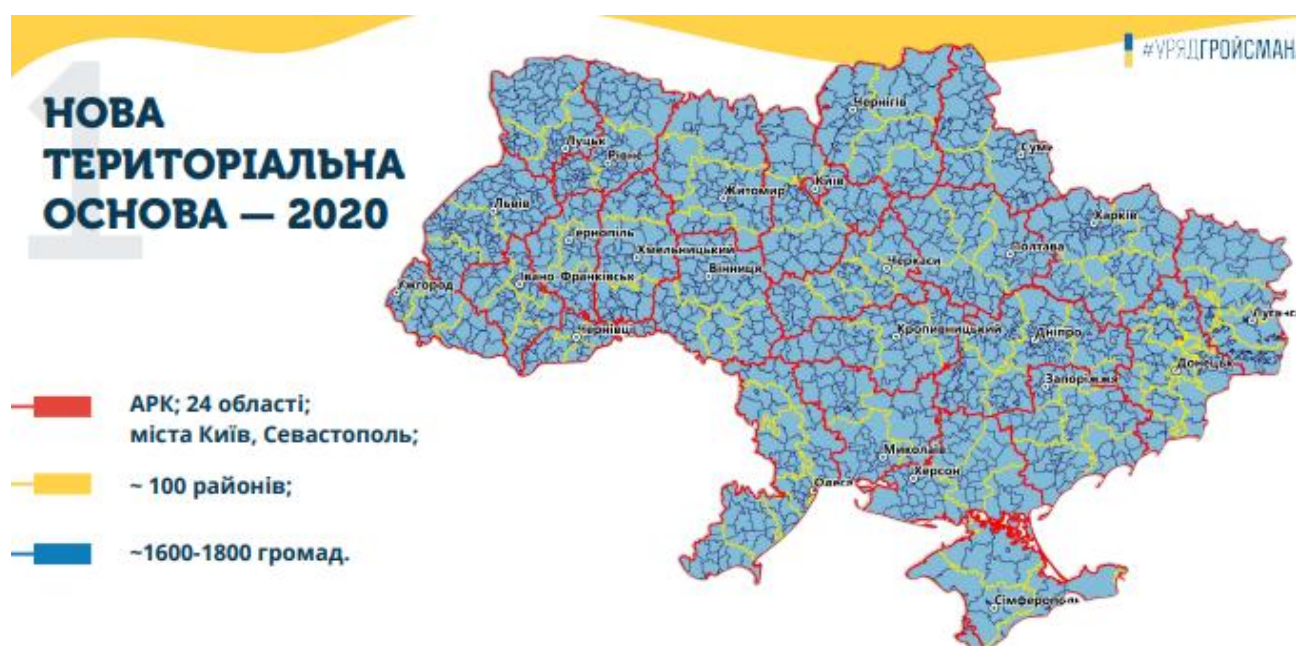 #УРЯДГРОЙСМАНА
1
НОВА
ТЕРИТОРІАЛЬНА
ОСНОВА — 2020
Чернігів
Луцьк
Рівне
Суми
Київ
Житомир
Львів
Харків
Тернопіль
Хмельницький
Полтава
Вінниця
Черкаси
Івано-Франківськ
Ужгород
Луганськ
Чернівці
Кропивницький
Дніпро
Донецьк
Запоріжжя
Миколаїв
Херсон
Одеса
Сімферополь
АРК; 24 області;
міста Київ, Севастополь;
~ 100 районів;
~1600-1800 громад.